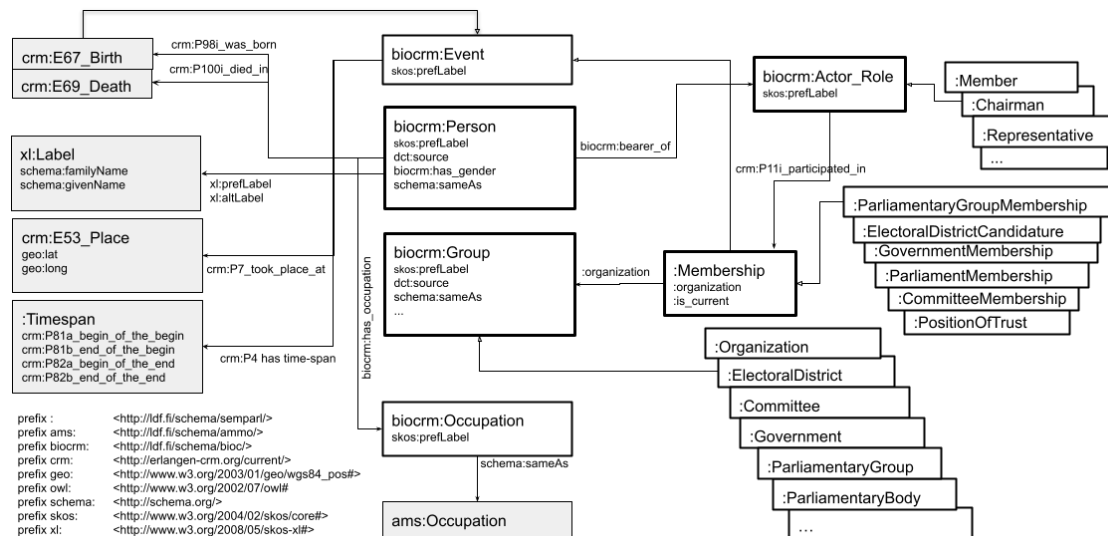 crm:E67_Birth
crm:E69_Death
crm:P98i_was_born
crm:P100i_died_in
biocrm:Event
skos:prefLabel
biocrm:Actor_Role
skos:prefLabel
:Member
:Chairman
:Representative
...
xl:Label
schema:familyName
schema:givenName
xl:prefLabel
xl:altLabel
biocrm:Person
skos:prefLabel
dct:source
biocrm:has_gender
schema:sameAs
biocrm:bearer_of
crm:P11i_participated_in
crm:E53_Place
geo:lat
geo:long
crm:P7_took_place_at
biocrm:Group
skos:prefLabel
dct:source
schema:sameAs
...
:organization
:Membership
:organization
:is_current
:ParliamentaryGroupMembership
:ElectoralDistrictCandidature
:GovernmentMembership
:ParliamentMembership
:CommitteeMembership
:PositionOfTrust
:Timespan
crm:P81a_begin_of_the_begin
crm:P81b_end_of_the_begin
crm:P82a_begin_of_the_end
crm:P82b_end_of_the_end
crm:P4 has time-span
biocrm:has_occupation
:Organization
:ElectoralDistrict
:Committee
:Government
:ParliamentaryGroup
:ParliamentaryBody
...
biocrm:Occupation
skos:prefLabel
schema:sameAs
ams:Occupation
prefix : <http://ldf.fi/schema/semparl/>
prefix ams: <http://ldf.fi/schema/ammo/>
prefix biocrm: <http://ldf.fi/schema/bioc/>
prefix crm: <http://erlangen-crm.org/current/>
prefix geo: <http://www.w3.org/2003/01/geo/wgs84_pos#>
prefix owl: <http://www.w3.org/2002/07/owl#
prefix schema: <http://schema.org/>
prefix skos: <http://www.w3.org/2004/02/skos/core#>
prefix xl: <http://www.w3.org/2008/05/skos-xl#>